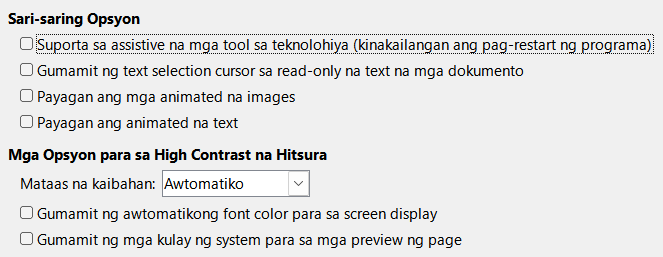 Sari-saring Opsyon
Suporta sa assistive na mga tool sa teknolohiya (kinakailangan ang pag-restart ng programa)
Gumamit ng text selection cursor sa read-only na text na mga dokumento
Payagan ang mga animated na images
Payagan ang animated na text
Mga Opsyon para sa High Contrast na Hitsura
Mataas na kaibahan: Awtomatiko
Gumamit ng awtomatikong font color para sa screen display
Gumamit ng mga kulay ng system para sa mga preview ng page